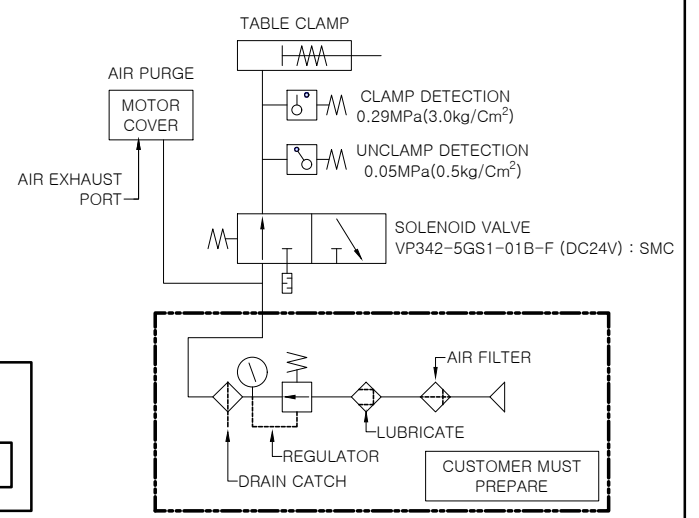 TABLE CLAMP
AIR PURGE
MOTOR
COVER
CLAMP DETECTION
0.29MPa(3.0kg/Cm²)
UNCLAMP DETECTION
0.05MPa(0.5kg/Cm²)
AIR EXHAUST
PORT
SOLENOID VALVE
VP342-5GS1-01B-F (DC24V) : SMC
AIR FILTER
LUBRICATE
REGULATOR
DRAIN CATCH
CUSTOMER MUST
PREPARE